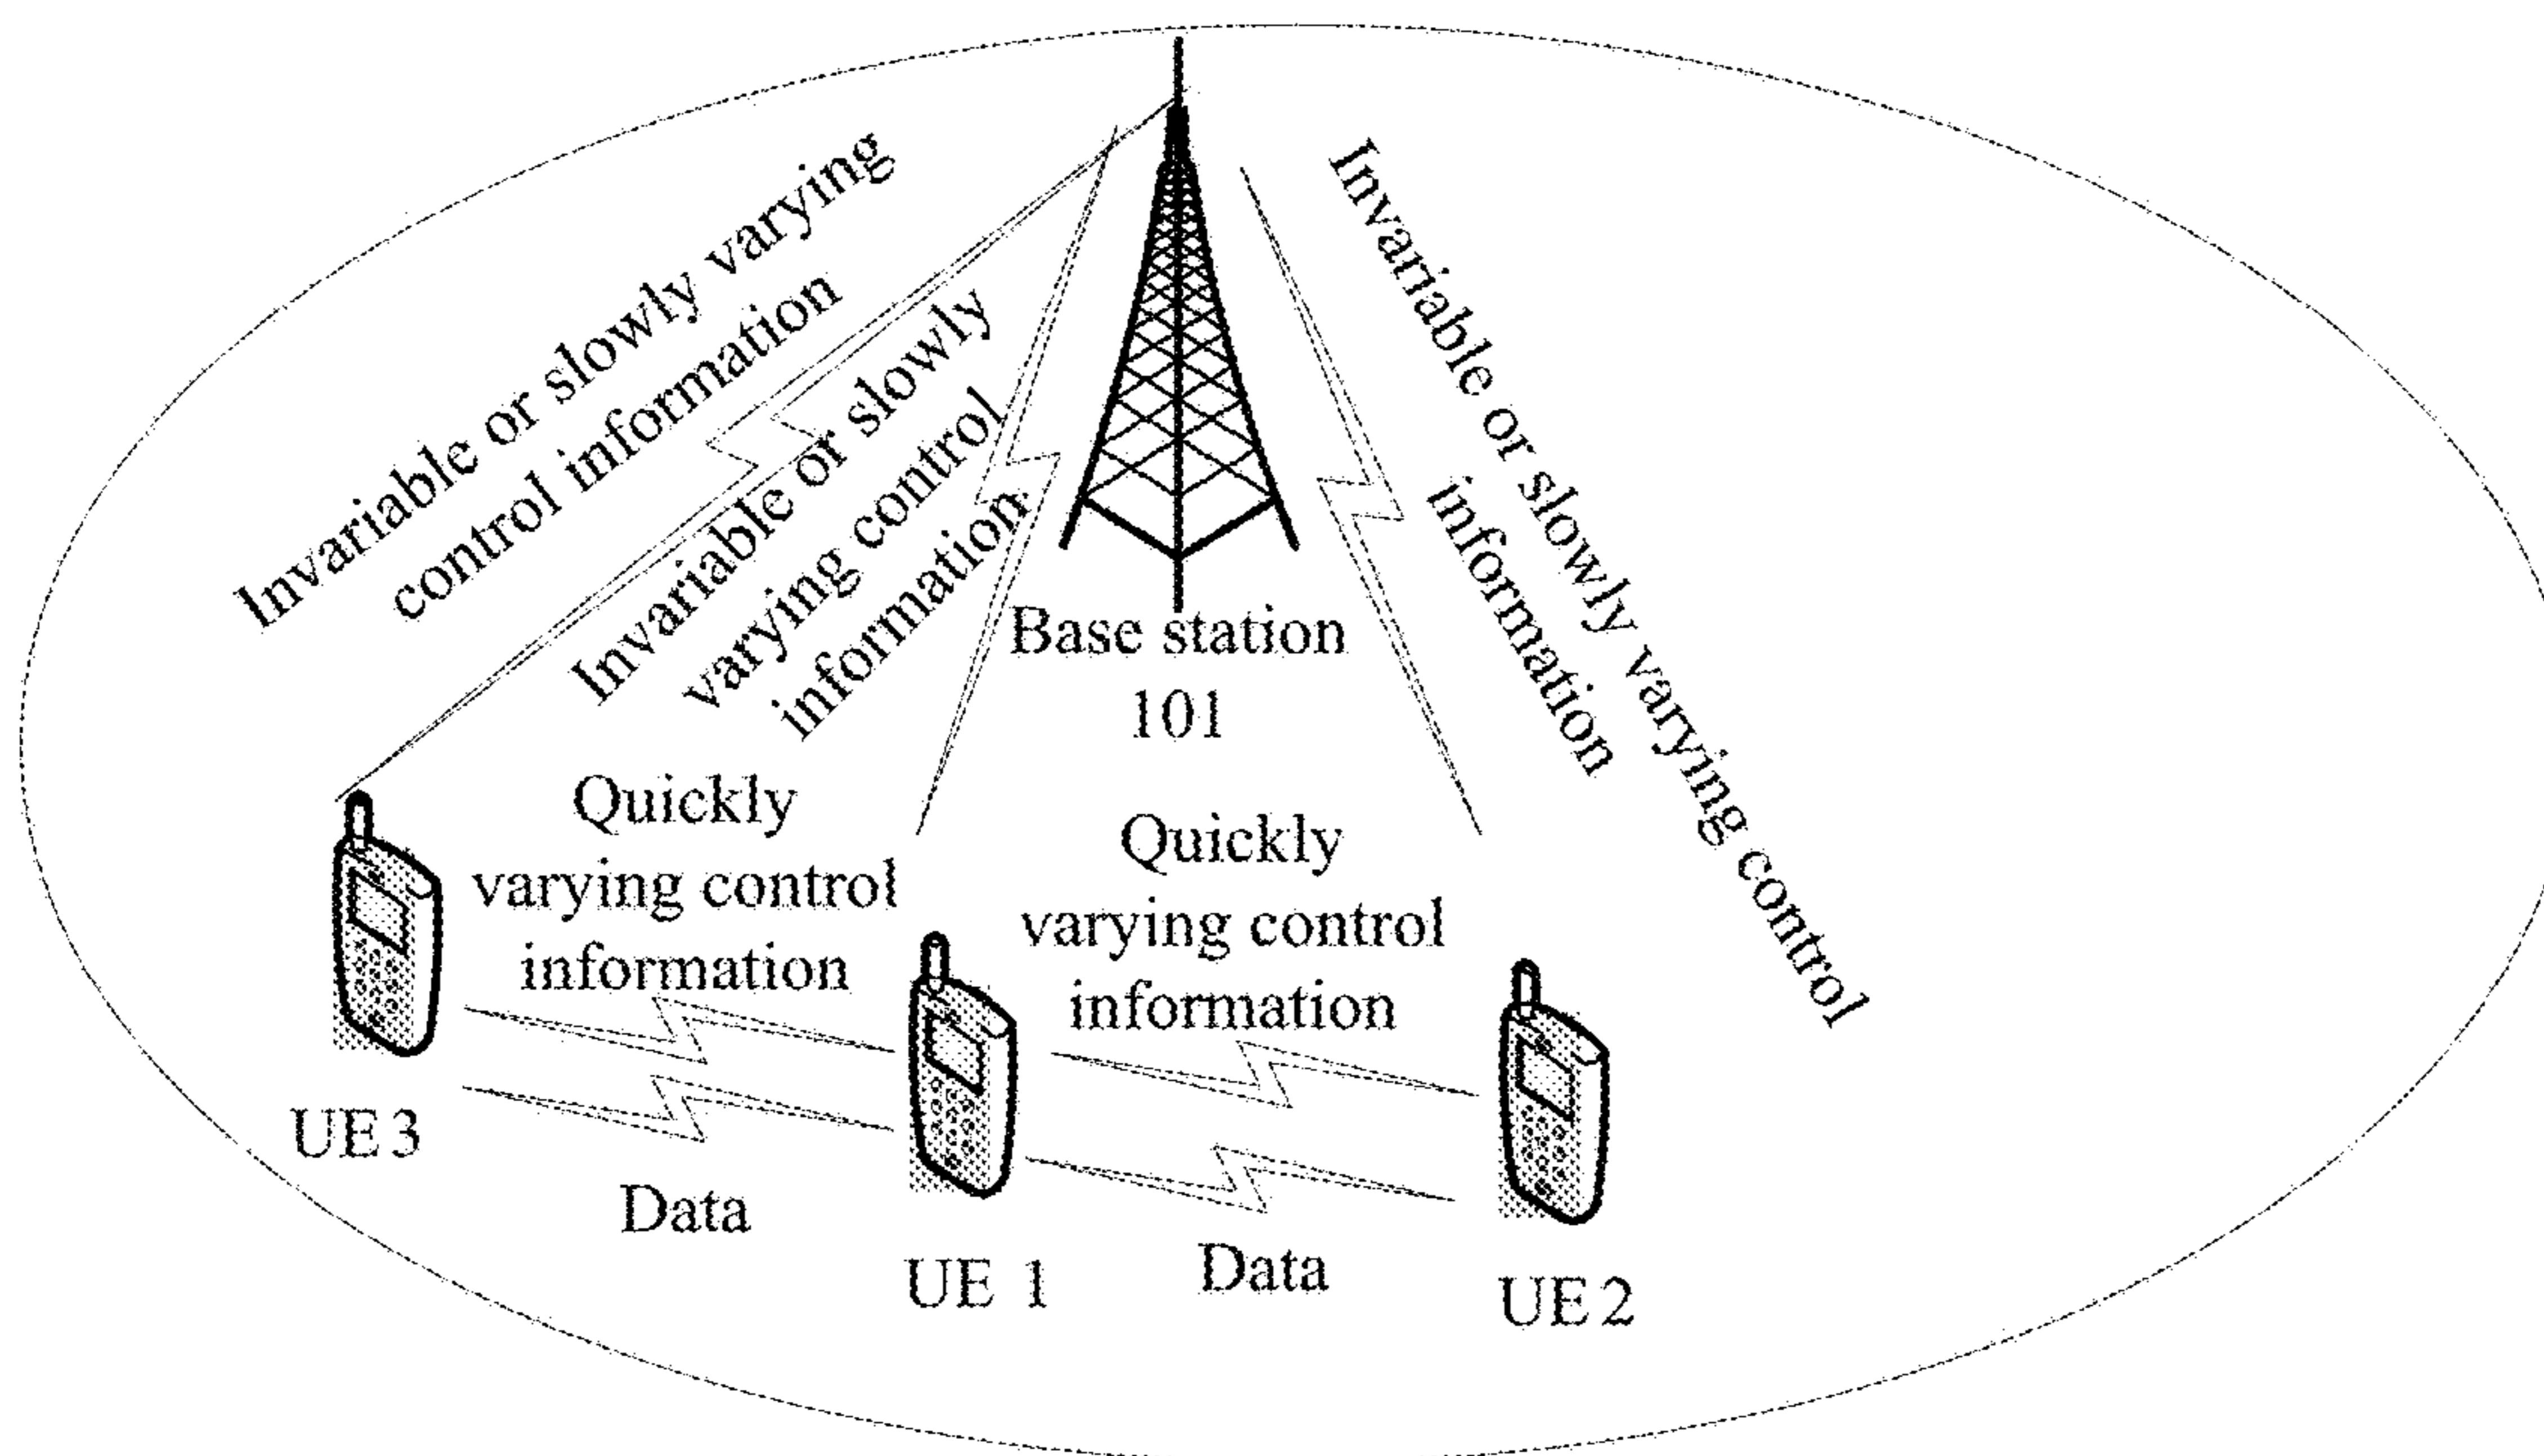 Invariable or slowly varying
control information
Invariable or slowly
varying control
information
Invariable or slowly varying control
information
Base station
101
Quickly
varying control
information
Quickly
varying control
information
UE 3
Data
UE 1
Data
UE 2